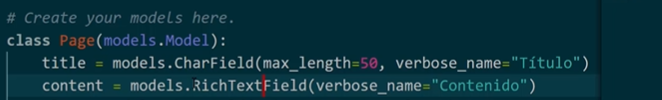 # Create your models here.
class Page(models.Model):
    title = models.CharField(max_length=50, verbose_name="Título")
    content = models.RichTextField(verbose_name="Contenido")